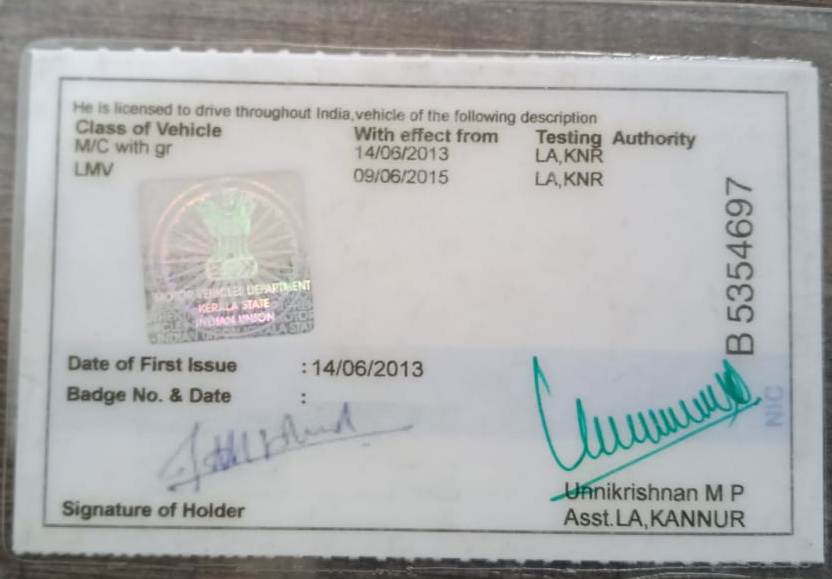 He is licensed to drive throughout India,vehicle of the following description
Class of Vehicle With effect from Testing Authority
M/C with gr 14/06/2013 LA,KNR
LMV 09/06/2015 LA,KNR
MOTOR VEHICLES DEPARTMENT
KERALA STATE
INDIAN UNION
B 5354697
Date of First Issue : 14/06/2013
Badge No. & Date :
NIC
Unnikrishnan M P
Signature of Holder
Asst.LA,KANNUR